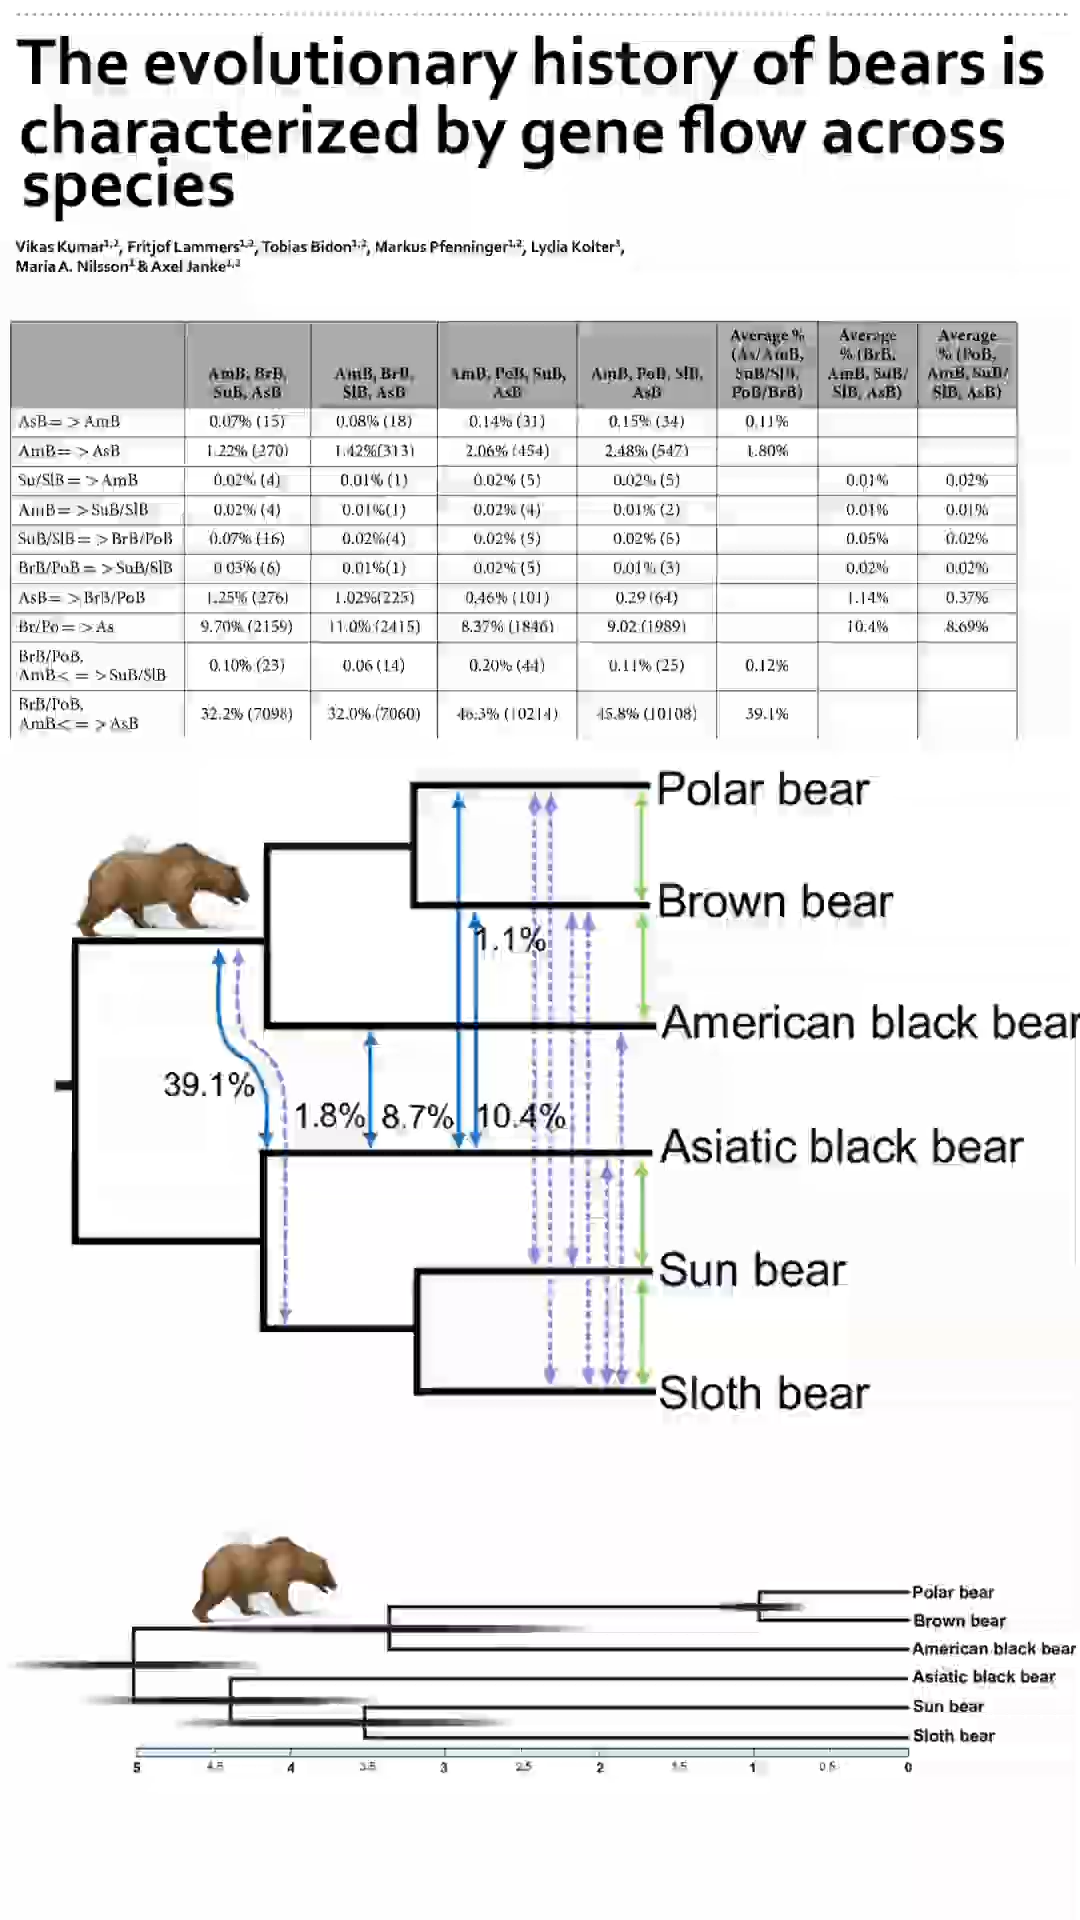 The evolutionary history of bears is
characterized by gene flow across
species
Vikas Kumar¹,², Fritjof Lammers¹,², Tobias Bidon¹,², Markus Pfenninger¹,², Lydia Kolter³,
Maria A. Nilsson¹ & Axel Janke¹,²
AmB, BrB, SuB, AsB | AmB, BrB, SlB, AsB | AmB, PoB, SuB, AsB | AmB, PoB, SlB, AsB | Average % (As/AmB, SuB/SlB, PoB/BrB) | Average % (BrB, AmB, SuB/SlB, AsB) | Average % (PoB, AmB, SuB/SlB, AsB)
AsB= > AmB 0.07% (15) 0.08% (18) 0.14% (31) 0.15% (34) 0.11%
AmB= > AsB 1.22% (270) 1.42%(313) 2.06% (454) 2.48% (547) 1.80%
Su/SlB= > AmB 0.02% (4) 0.01% (1) 0.02% (5) 0.02% (5) 0.01% 0.02%
AmB= > SuB/SlB 0.02% (4) 0.01%(1) 0.02% (4) 0.01% (2) 0.01% 0.01%
SuB/SlB= > BrB/PoB 0.07% (16) 0.02%(4) 0.02% (5) 0.02% 0.05% 0.02%
BrB/PoB= > SuB/SlB 0.03% (6) 0.01%(1) 0.02% (5) 0.01% (3) 0.02% 0.02%
AsB= > BrB/PoB 1.25% (276) 1.02%(225) 0.46% (101) 0.29 (64) 1.14% 0.37%
Br/Po= > As 9.70% (2159) 11.0% (2415) 8.37% (1846) 9.02 (1989) 10.4% 8.69%
BrB/PoB, AmB< = > SuB/SlB 0.10% (23) 0.06 (14) 0.20% (44) 0.11% (25) 0.12%
BrB/PoB, AmB< = > AsB 32.2% (7098) 32.0% (7060) 46.3% (10214) 45.8% (10108) 39.1%
Polar bear
Brown bear
1.1%
American black bear
39.1%
1.8% 8.7% 10.4%
Asiatic black bear
Sun bear
Sloth bear
Polar bear
Brown bear
American black bear
Asiatic black bear
Sun bear
Sloth bear
5 4.5 4 3.5 3 2.5 2 1.5 1 0.5 0